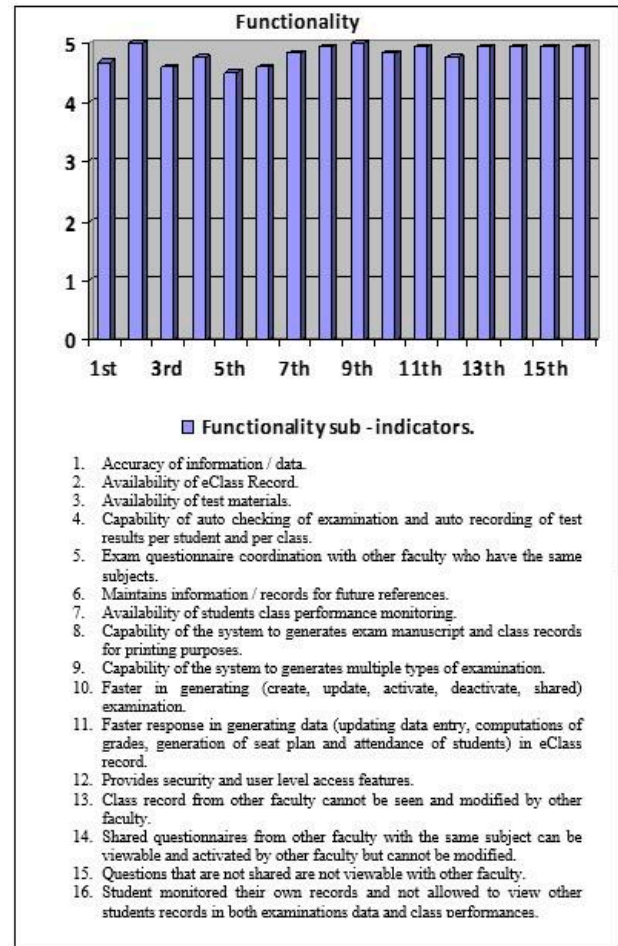 Functionality
5
4
3
2
1
0
1st 3rd 5th 7th 9th 11th 13th 15th
Functionality sub - indicators.
1. Accuracy of information / data.
2. Availability of eClass Record.
3. Availability of test materials.
4. Capability of auto checking of examination and auto recording of test
results per student and per class.
5. Exam questionnaire coordination with other faculty who have the same
subjects.
6. Maintains information / records for future references.
7. Availability of students class performance monitoring.
8. Capability of the system to generates exam manuscript and class records
for printing purposes.
9. Capability of the system to generates multiple types of examination.
10. Faster in generating (create, update, activate, deactivate, shared)
examination.
11. Faster response in generating data (updating data entry, computations of
grades, generation of seat plan and attendance of students) in eClass
record.
12. Provides security and user level access features.
13. Class record from other faculty cannot be seen and modified by other
faculty.
14. Shared questionnaires from other faculty with the same subject can be
viewable and activated by other faculty but cannot be modified.
15. Questions that are not shared are not viewable with other faculty.
16. Student monitored their own records and not allowed to view other
students records in both examinations data and class performances.